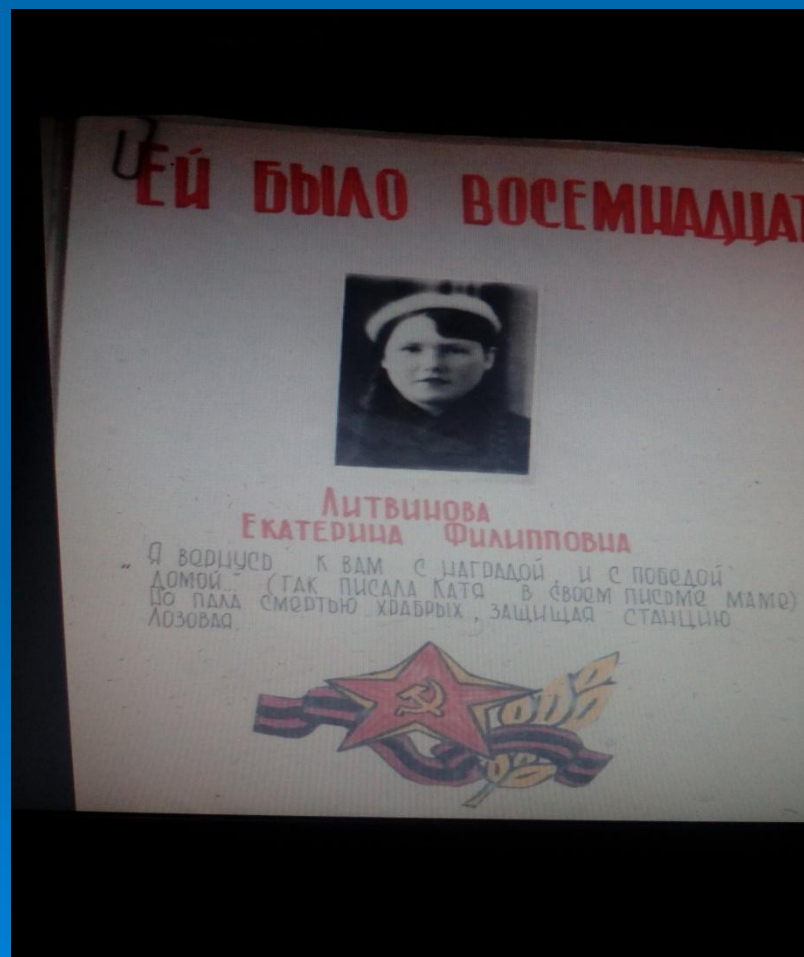 ЕЙ БЫЛО ВОСЕМНАДЦАТ
ЛИТВИНОВА
ЕКАТЕРИНА ФИЛИППОВНА
„Я ВЕРНУСЬ К ВАМ С НАГРАДОЙ И С ПОБЕДОЙ
ДОМОЙ..." (ТАК ПИСАЛА КАТЯ В СВОЕМ ПИСЬМЕ МАМЕ)
НО ПАЛА СМЕРТЬЮ ХРАБРЫХ, ЗАЩИЩАЯ СТАНЦИЮ
ЛОЗОВАЯ